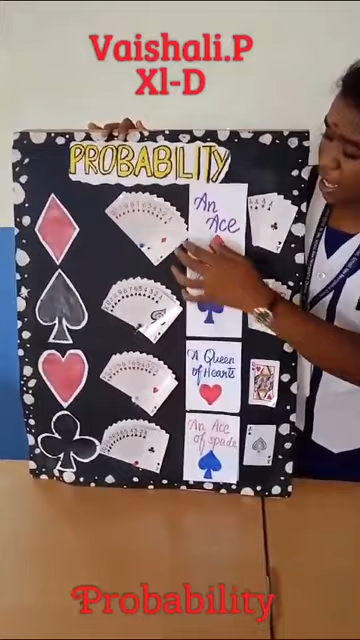 Vaishali.P
XI-D
PROBABILITY
An
Ace
A Queen
of Hearts
An Ace
of spade
Probability